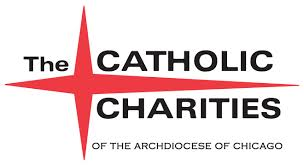 The CATHOLIC
CHARITIES
OF THE ARCHDIOCESE OF CHICAGO